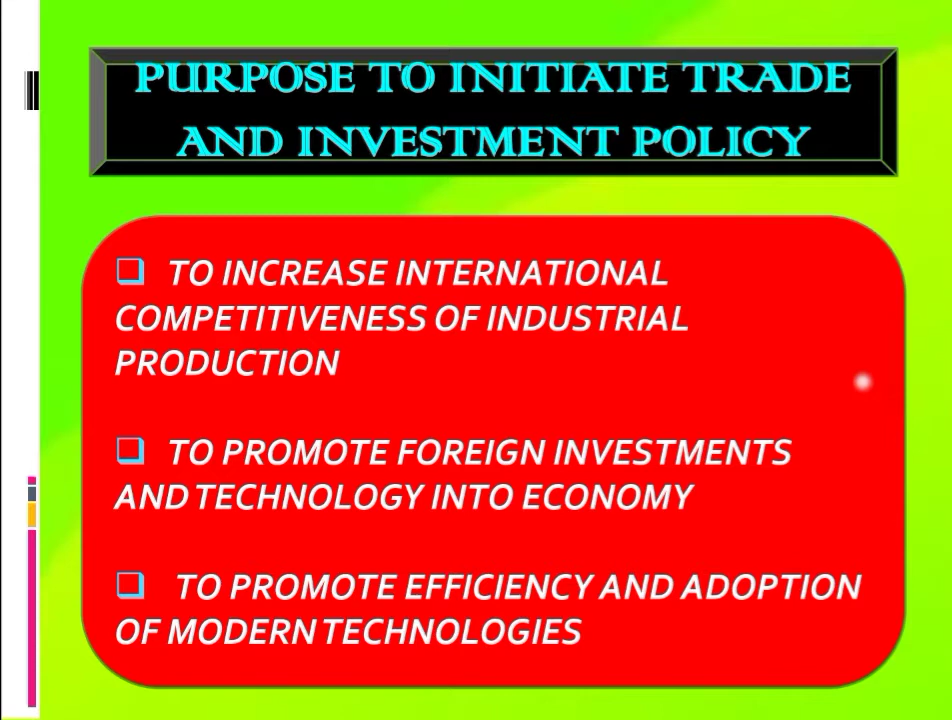 PURPOSE TO INITIATE TRADE
AND INVESTMENT POLICY
❑ TO INCREASE INTERNATIONAL
COMPETITIVENESS OF INDUSTRIAL
PRODUCTION
❑ TO PROMOTE FOREIGN INVESTMENTS
AND TECHNOLOGY INTO ECONOMY
❑ TO PROMOTE EFFICIENCY AND ADOPTION
OF MODERN TECHNOLOGIES